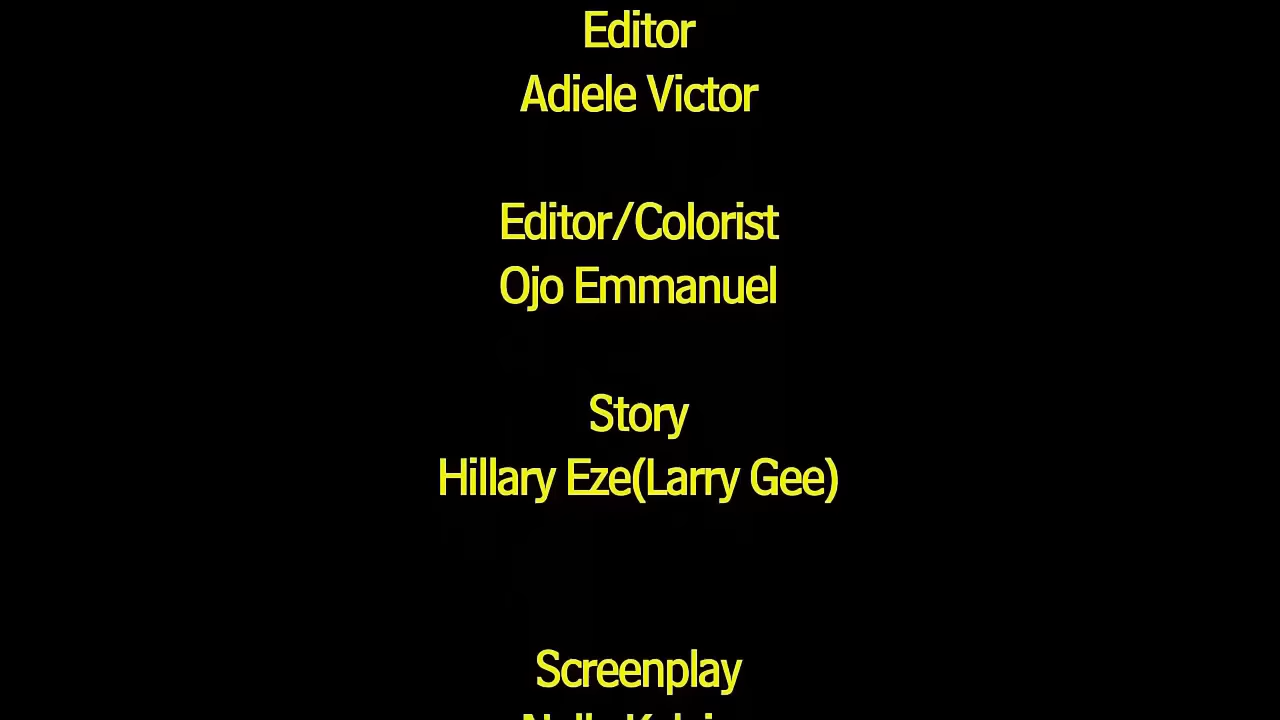 Editor
Adiele Victor
Editor/Colorist
Ojo Emmanuel
Story
Hillary Eze(Larry Gee)
Screenplay